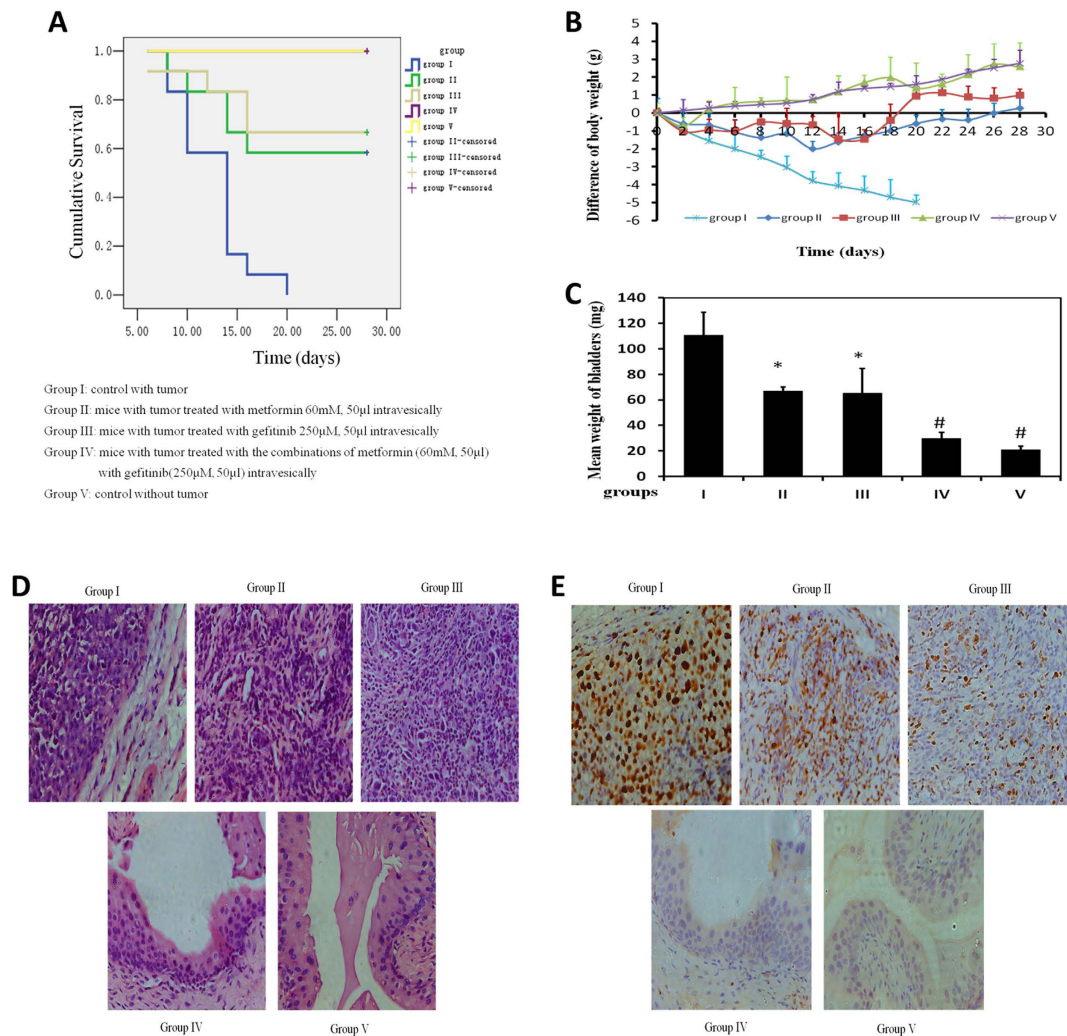 A
Cumulative Survival
1.0
0.8
0.6
0.4
0.2
0.0
5.00 10.00 15.00 20.00 25.00 30.00
Time (days)
group
group I
group II
group III
group IV
group V
group II-censored
group III-censored
group IV-censored
group V-censored
Group I: control with tumor
Group II: mice with tumor treated with metformin 60mM, 50μl intravesically
Group III: mice with tumor treated with gefitinib 250μM, 50μl intravesically
Group IV: mice with tumor treated with the combinations of metformin (60mM, 50μl)
with gefitinib(250μM, 50μl) intravesically
Group V: control without tumor
B
Difference of body weight (g)
5
4
3
2
1
0
-1
-2
-3
-4
-5
-6
0 2 4 6 8 10 12 14 16 18 20 22 24 26 28 30
group I group II group III group IV group V
Time (days)
C
Mean weight of bladders (mg)
140
120
100
80
60
40
20
0
* * # #
groups I II III IV V
D
Group I Group II Group III
Group IV Group V
E
Group I Group II Group III
Group IV Group V